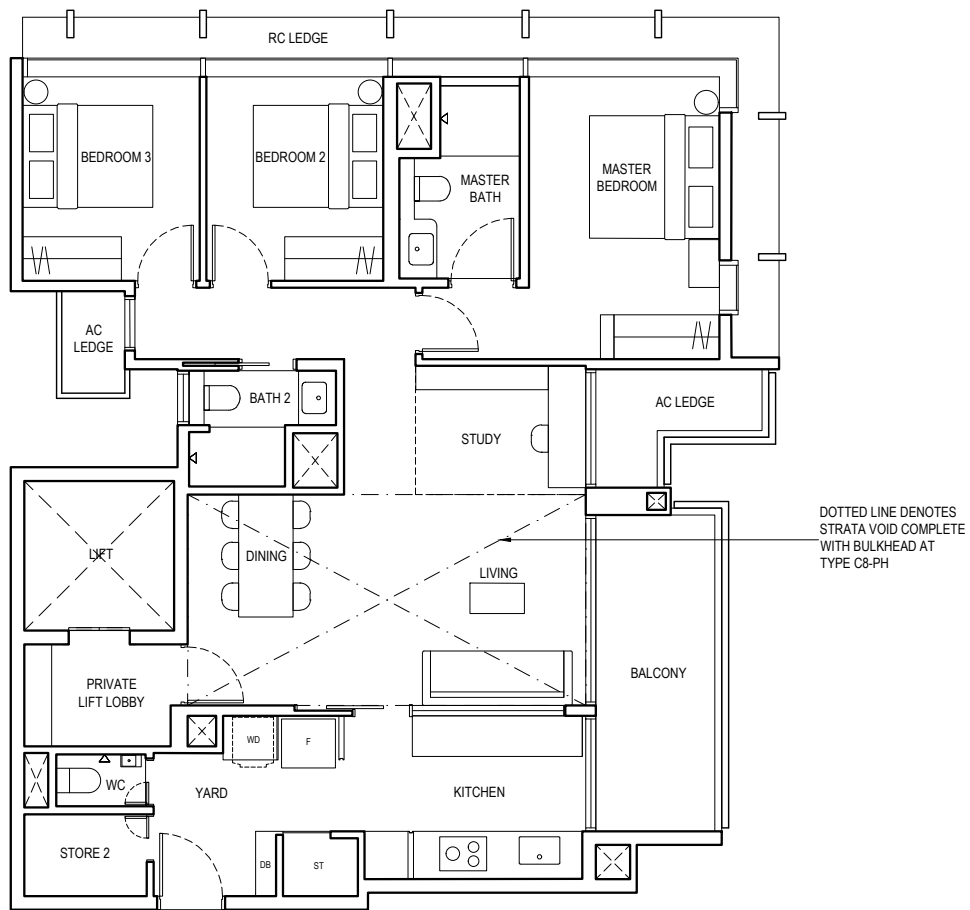 RC LEDGE
BEDROOM 3
BEDROOM 2
MASTER
BATH
MASTER
BEDROOM
AC
LEDGE
BATH 2
AC LEDGE
STUDY
DOTTED LINE DENOTES
STRATA VOID COMPLETE
WITH BULKHEAD AT
TYPE C8-PH
LIFT
DINING
LIVING
BALCONY
PRIVATE
LIFT LOBBY
WD
F
WC
YARD
KITCHEN
STORE 2
DB
ST